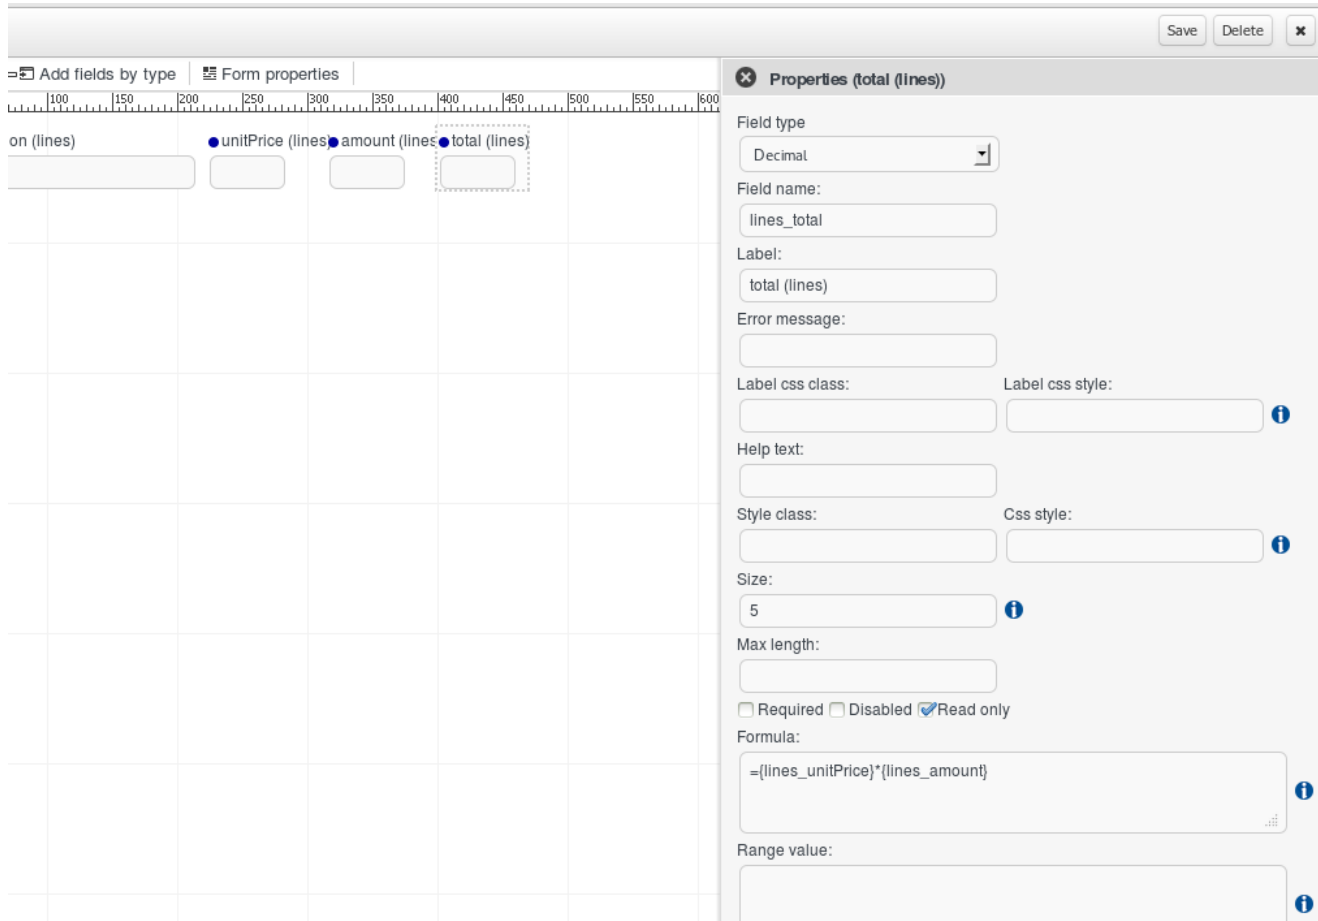 Save Delete ✖
Add fields by type Form properties
100 150 200 250 300 350 400 450 500 550 600
Properties (total (lines))
on (lines) unitPrice (lines) amount (lines total (lines)
Field type
Decimal
Field name:
lines_total
Label:
total (lines)
Error message:
Label css class: Label css style:
Help text:
Style class: Css style:
Size:
5
Max length:
Required Disabled Read only
Formula:
={lines_unitPrice}*{lines_amount}
Range value: